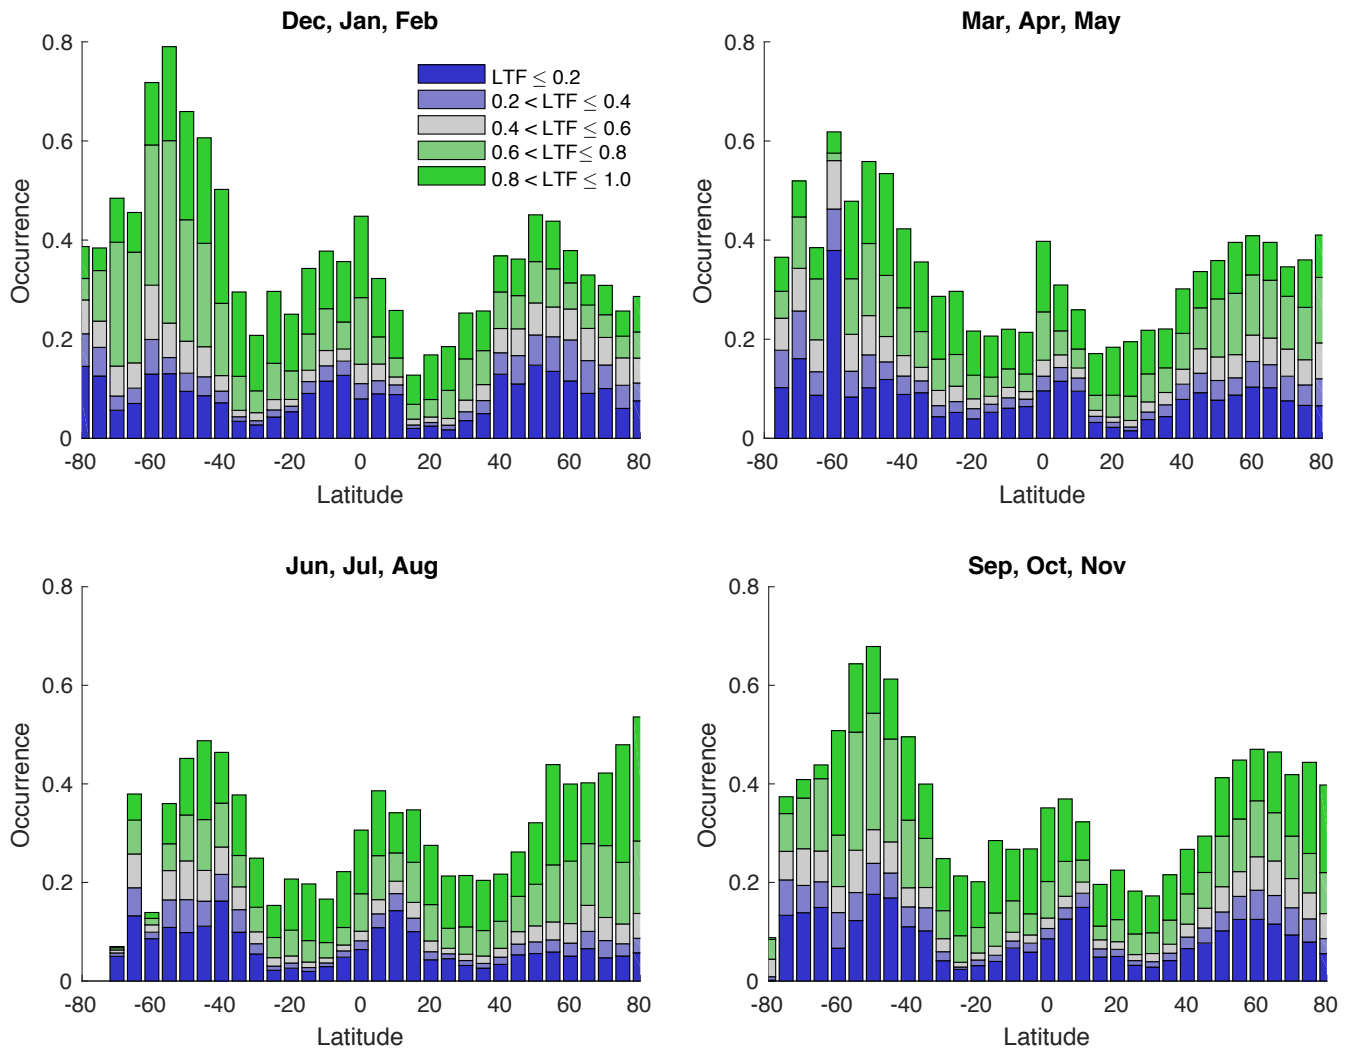 Dec, Jan, Feb
0.8
0.6
0.4
0.2
0
Occurrence
LTF ≤ 0.2
0.2 < LTF ≤ 0.4
0.4 < LTF ≤ 0.6
0.6 < LTF ≤ 0.8
0.8 < LTF ≤ 1.0
-80 -60 -40 -20 0 20 40 60 80
Latitude
Mar, Apr, May
0.8
0.6
0.4
0.2
0
Occurrence
-80 -60 -40 -20 0 20 40 60 80
Latitude
Jun, Jul, Aug
0.8
0.6
0.4
0.2
0
Occurrence
-80 -60 -40 -20 0 20 40 60 80
Latitude
Sep, Oct, Nov
0.8
0.6
0.4
0.2
0
Occurrence
-80 -60 -40 -20 0 20 40 60 80
Latitude